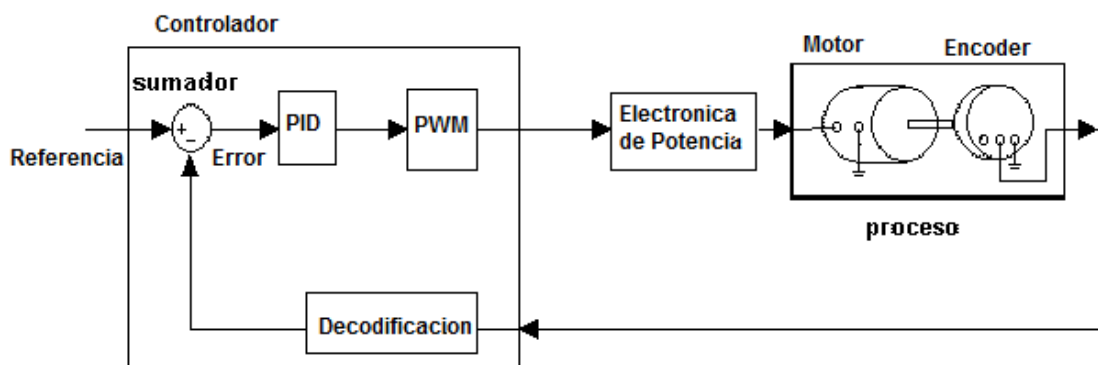 Controlador
Motor
Encoder
sumador
+
-
PID
PWM
Electronica
de Potencia
Referencia
Error
proceso
Decodificacion